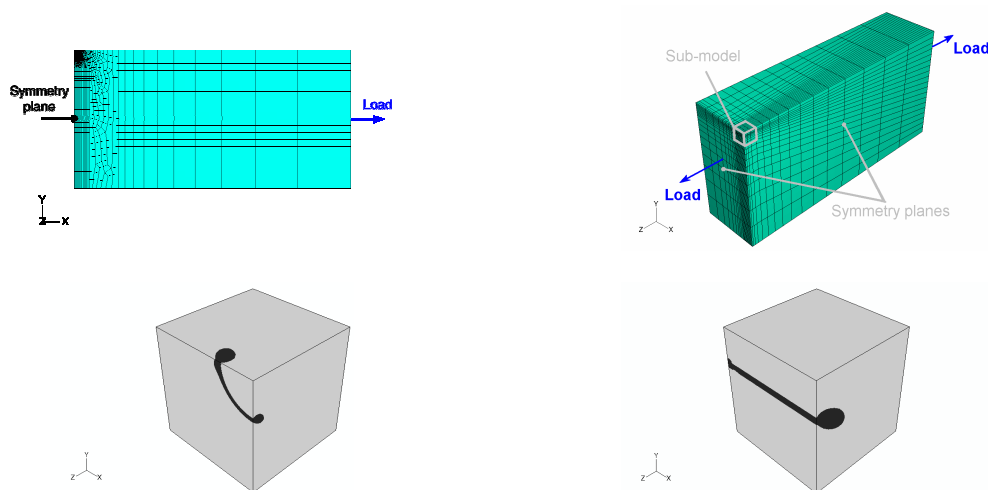 Symmetry
plane
Load
Y
Z X
Sub-model
Load
Load
Symmetry planes
Y
Z X
Y
Z X
Y
Z X